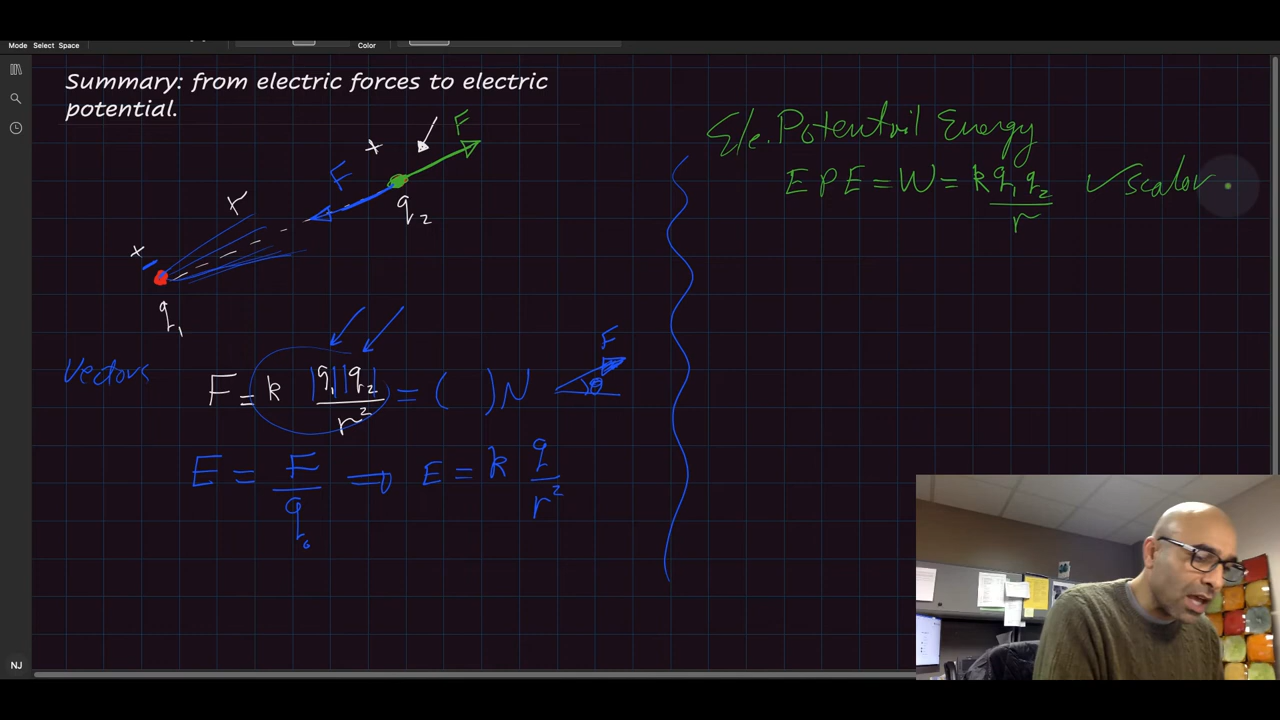 Mode Select Space Color
Summary: from electric forces to electric
potential.
F
x
F
r
q₂
x
q₁
Vectors
F = k |q₁||q₂| / r² = ( ) N
F
θ
E = F / q₀ ⟹ E = k q / r²
Ele. Potentail Energy
EPE = W = k q₁ q₂ / r ✓ scalar
NJ